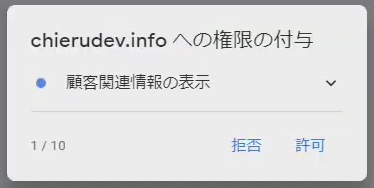 chierudev.info への権限の付与
顧客関連情報の表示
1 / 10 拒否 許可